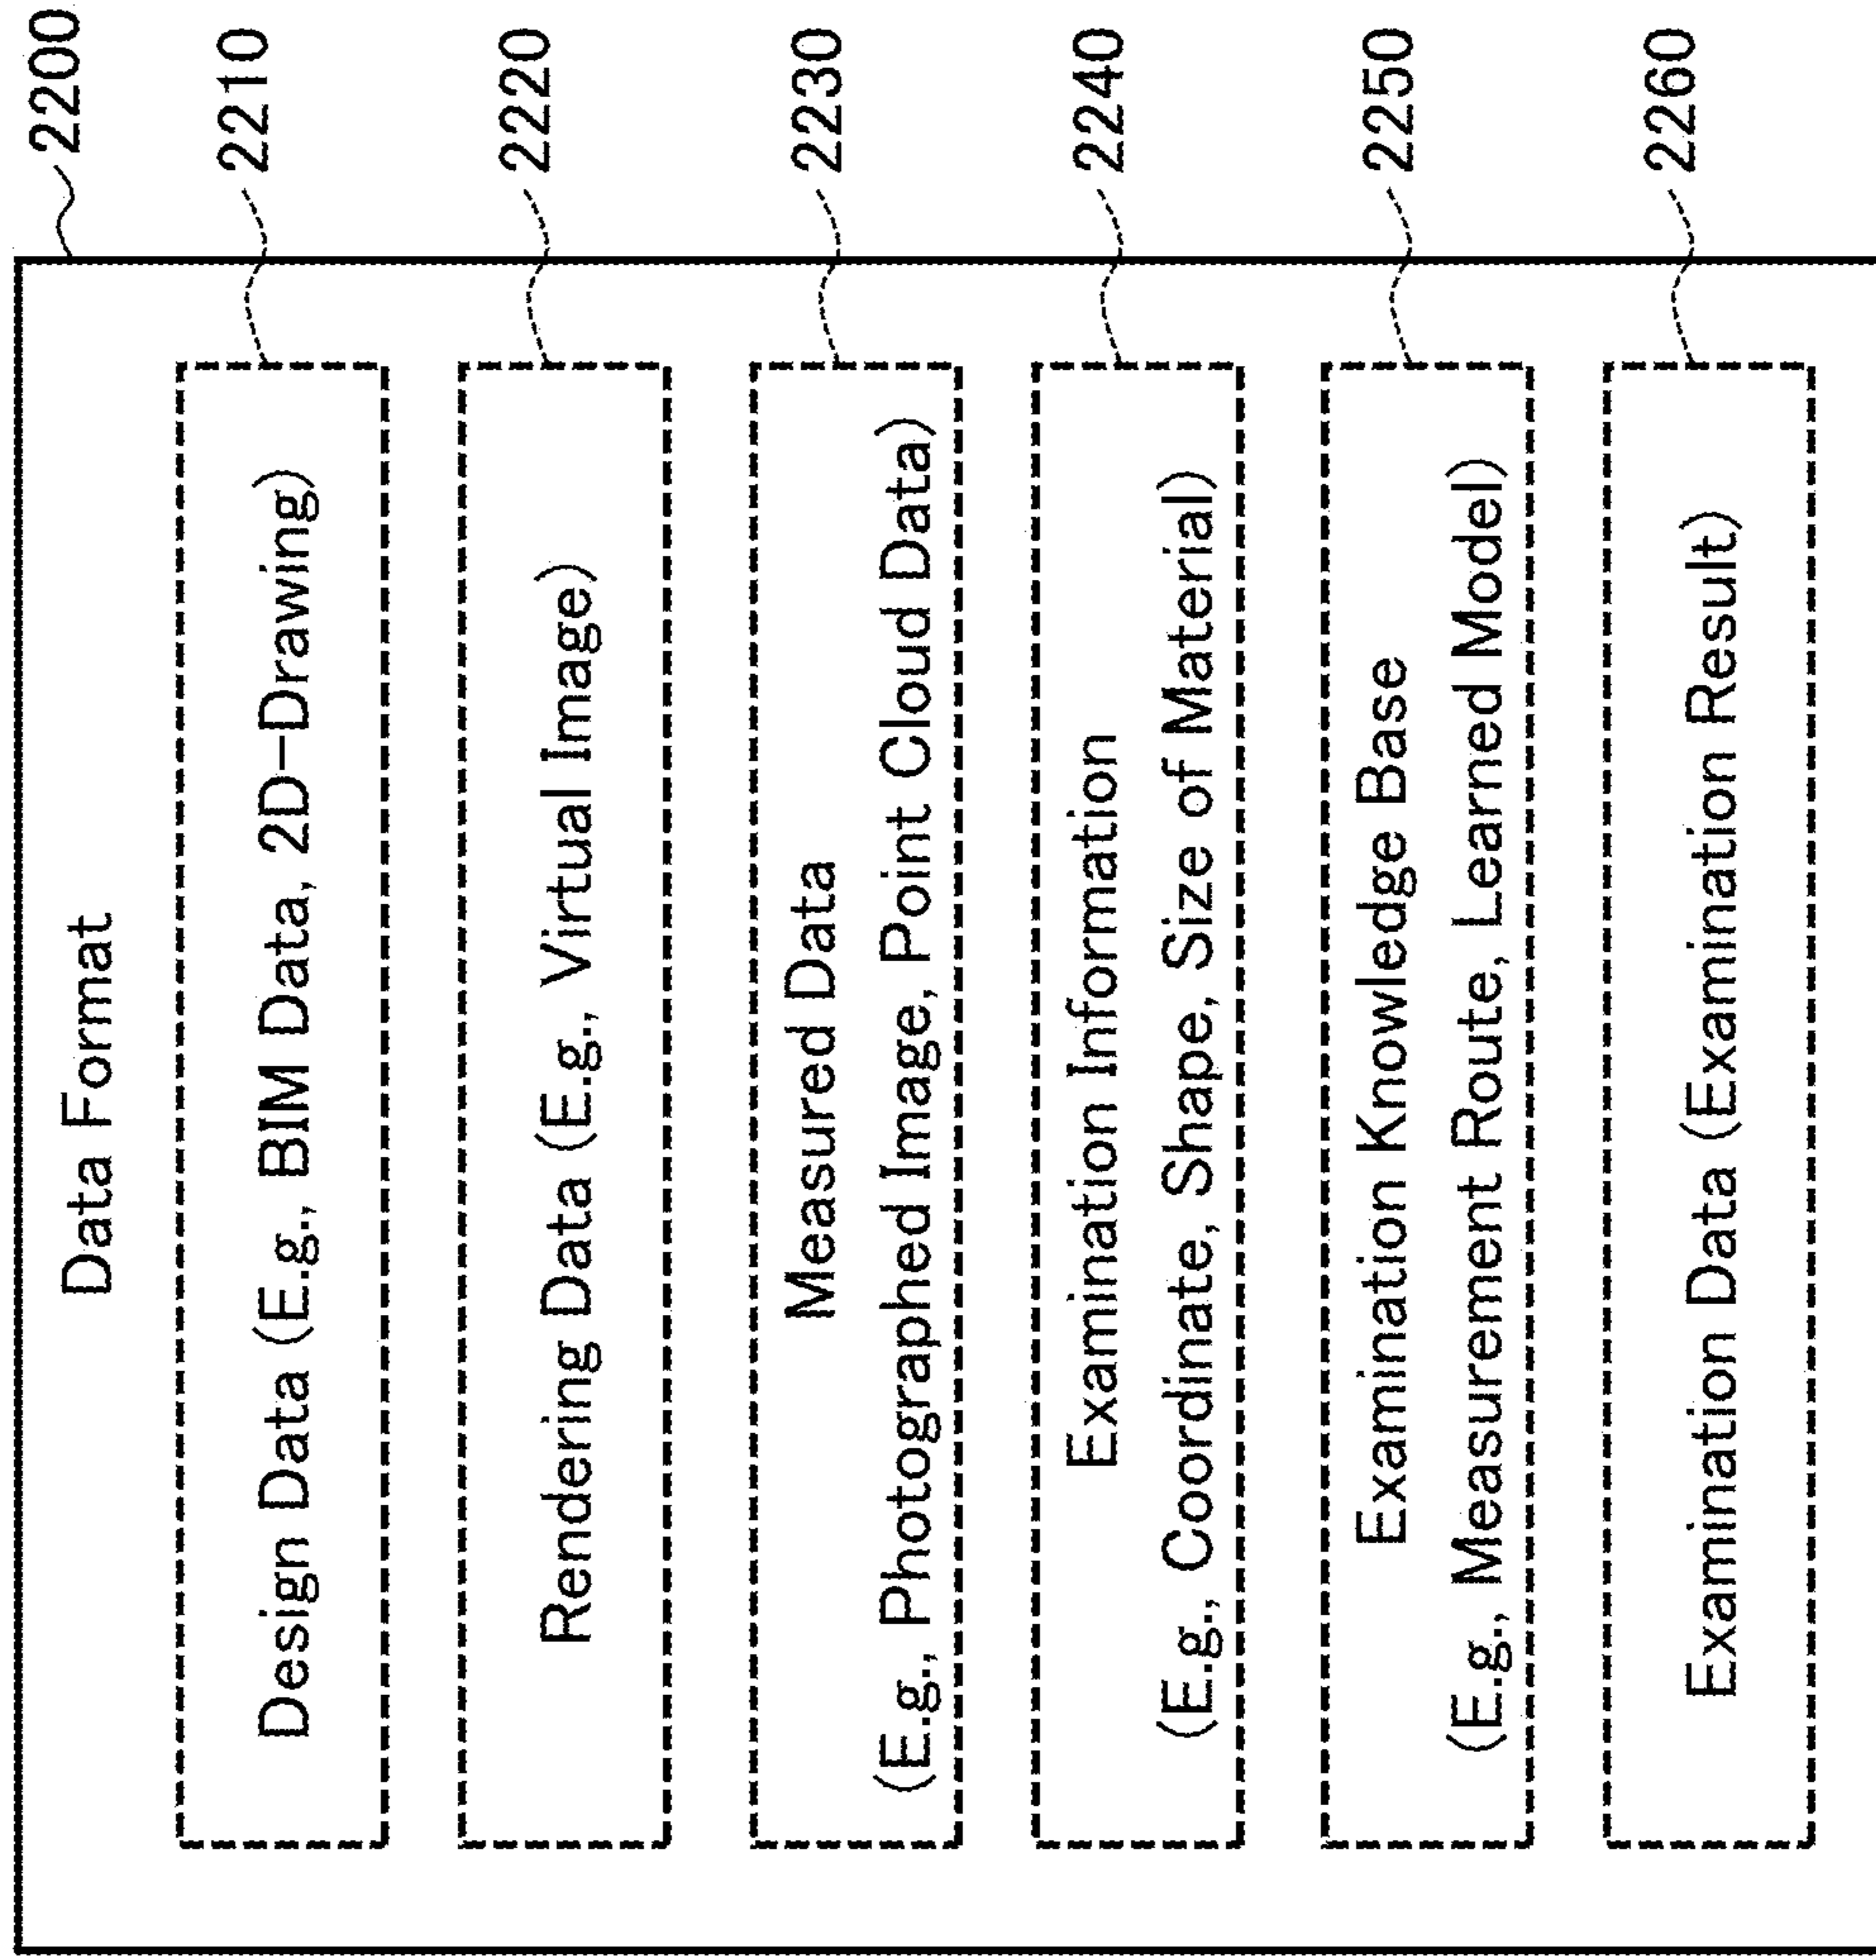 2200
Data Format
Design Data (E.g., BIM Data, 2D-Drawing)
2210
Rendering Data (E.g., Virtual Image)
2220
Measured Data
(E.g., Photographed Image, Point Cloud Data)
2230
Examination Information
(E.g., Coordinate, Shape, Size of Material)
2240
Examination Knowledge Base
(E.g., Measurement Route, Learned Model)
2250
Examination Data (Examination Result)
2260